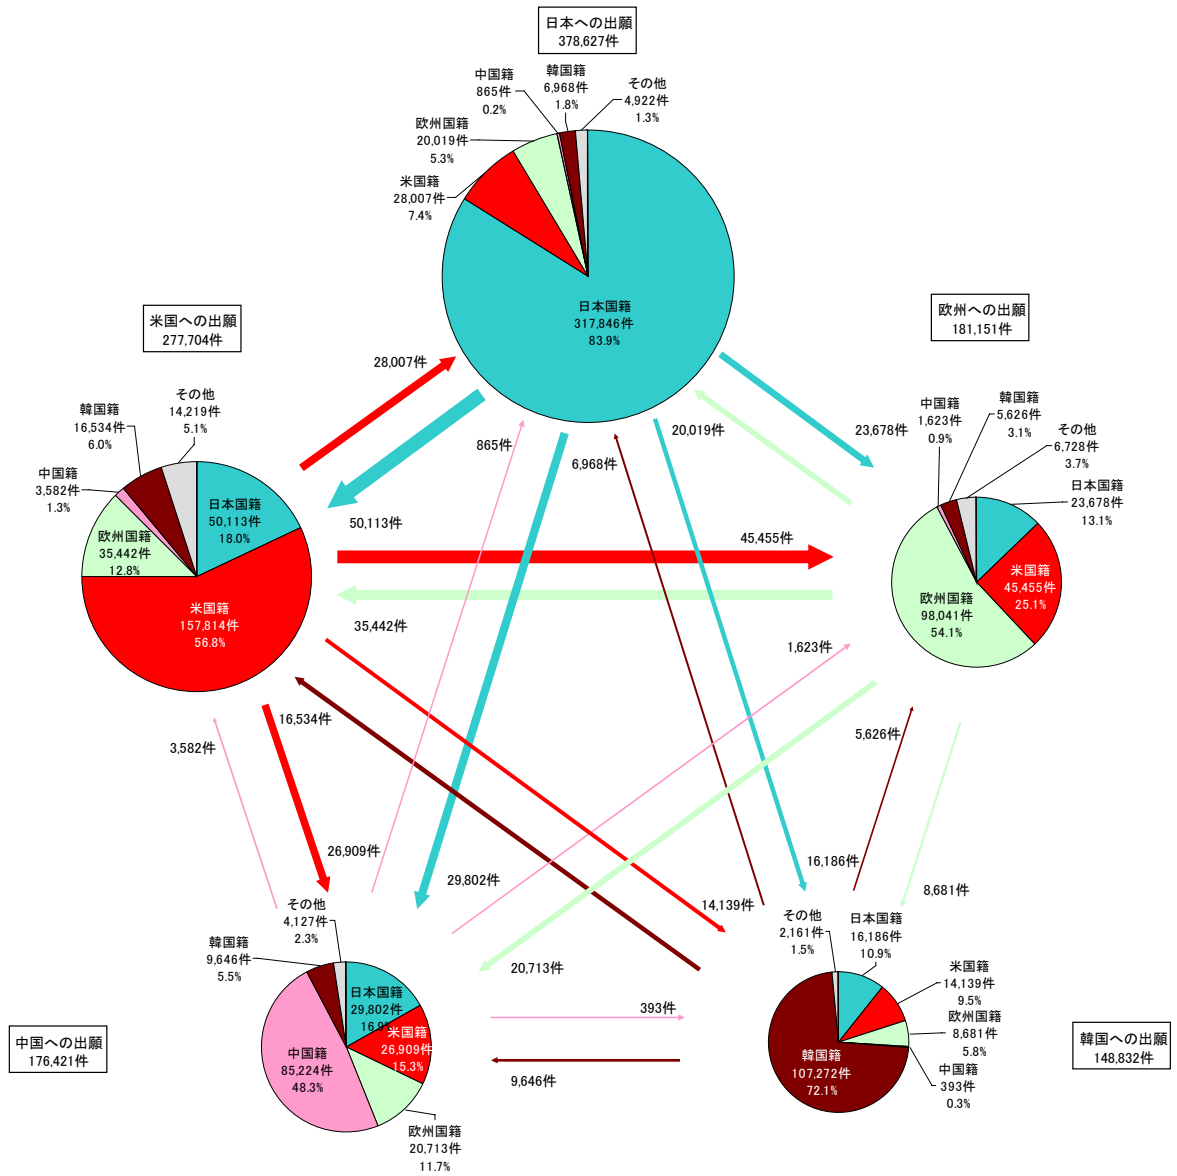 日本への出願
378,627件
中国籍
865件
0.2%
韓国籍
6,968件
1.8%
その他
4,922件
1.3%
欧州国籍
20,019件
5.3%
米国籍
28,007件
7.4%
日本国籍
317,846件
83.9%
米国への出願
277,704件
欧州への出願
181,151件
28,007件
50,113件
865件
6,968件
20,019件
23,678件
45,455件
35,442件
その他
14,219件
5.1%
韓国籍
16,534件
6.0%
中国籍
3,582件
1.3%
欧州国籍
35,442件
12.8%
日本国籍
50,113件
18.0%
米国籍
157,814件
56.8%
中国籍
1,623件
0.9%
韓国籍
5,626件
3.1%
その他
6,728件
3.7%
日本国籍
23,678件
13.1%
米国籍
45,455件
25.1%
欧州国籍
98,041件
54.1%
1,623件
16,534件
3,582件
5,626件
26,909件
29,802件
14,139件
16,186件
8,681件
20,713件
393件
9,646件
その他
4,127件
2.3%
韓国籍
9,646件
5.5%
日本国籍
29,802件
16.9%
米国籍
26,909件
15.3%
中国籍
85,224件
48.3%
欧州国籍
20,713件
11.7%
中国への出願
176,421件
その他
2,161件
1.5%
日本国籍
16,186件
10.9%
米国籍
14,139件
9.5%
欧州国籍
8,681件
5.8%
中国籍
393件
0.3%
韓国籍
107,272件
72.1%
韓国への出願
148,832件